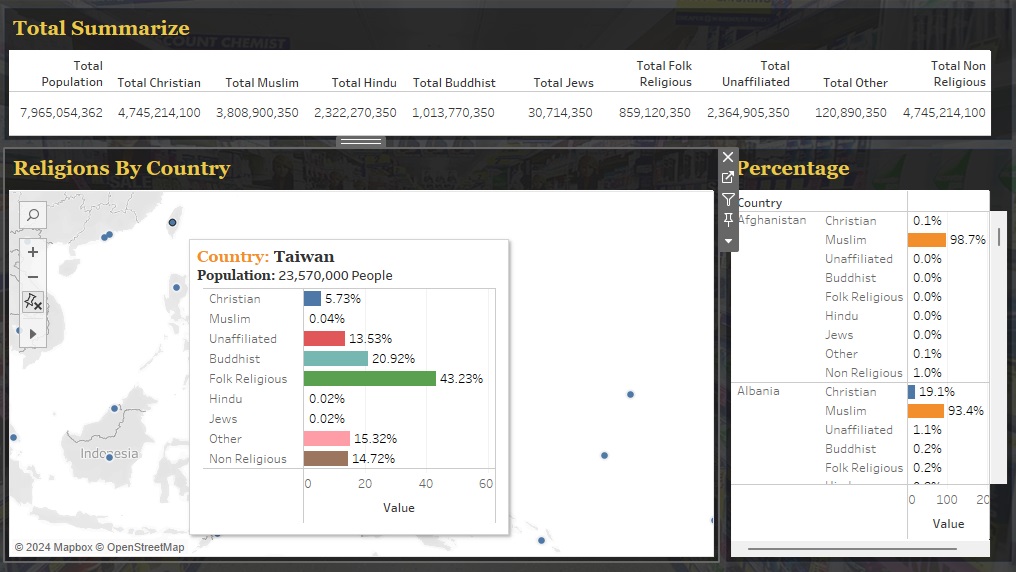 COUNT CHEMIST
Total Summarize
Total Population
Total Christian
Total Muslim
Total Hindu
Total Buddhist
Total Jews
Total Folk Religious
Total Unaffiliated
Total Other
Total Non Religious
7,965,054,362 4,745,214,100 3,808,900,350 2,322,270,350 1,013,770,350 30,714,350 859,120,350 2,364,905,350 120,890,350 4,745,214,100
Religions By Country
Country: Taiwan
Population: 23,570,000 People
Christian 5.73%
Muslim 0.04%
Unaffiliated 13.53%
Buddhist 20.92%
Folk Religious 43.23%
Hindu 0.02%
Jews 0.02%
Other 15.32%
Non Religious 14.72%
0 20 40 60
Value
Indonesia
© 2024 Mapbox © OpenStreetMap
Percentage
Country
Afghanistan Christian 0.1%
Muslim 98.7%
Unaffiliated 0.0%
Buddhist 0.0%
Folk Religious 0.0%
Hindu 0.0%
Jews 0.0%
Other 0.1%
Non Religious 1.0%
Albania Christian 19.1%
Muslim 93.4%
Unaffiliated 1.1%
Buddhist 0.2%
Folk Religious 0.2%
0 100 20
Value